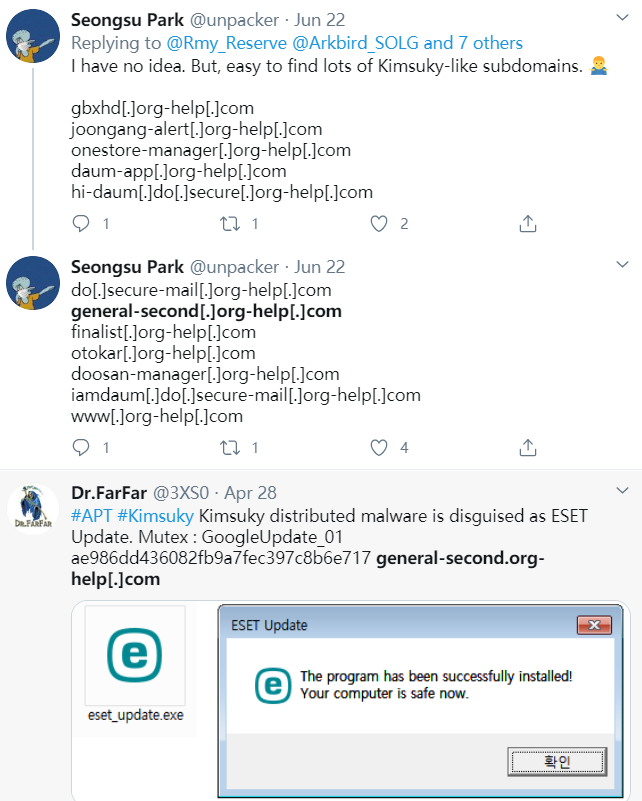 Seongsu Park @unpacker · Jun 22
Replying to @Rmy_Reserve @Arkbird_SOLG and 7 others
I have no idea. But, easy to find lots of Kimsuky-like subdomains. 🤷‍♂️
gbxhd[.]org-help[.]com
joongang-alert[.]org-help[.]com
onestore-manager[.]org-help[.]com
daum-app[.]org-help[.]com
hi-daum[.]do[.]secure[.]org-help[.]com
1 1 2
Seongsu Park @unpacker · Jun 22
do[.]secure-mail[.]org-help[.]com
general-second[.]org-help[.]com
finalist[.]org-help[.]com
otokar[.]org-help[.]com
doosan-manager[.]org-help[.]com
iamdaum[.]do[.]secure-mail[.]org-help[.]com
www[.]org-help[.]com
1 1 4
DR.FARFAR
Dr.FarFar @3XS0 · Apr 28
#APT #Kimsuky Kimsuky distributed malware is disguised as ESET
Update. Mutex : GoogleUpdate_01
ae986dd436082fb9a7fec397c8b6e717 general-second.org-
help[.]com
e
eset_update.exe
ESET Update
e
The program has been successfully installed!
Your computer is safe now.
확인